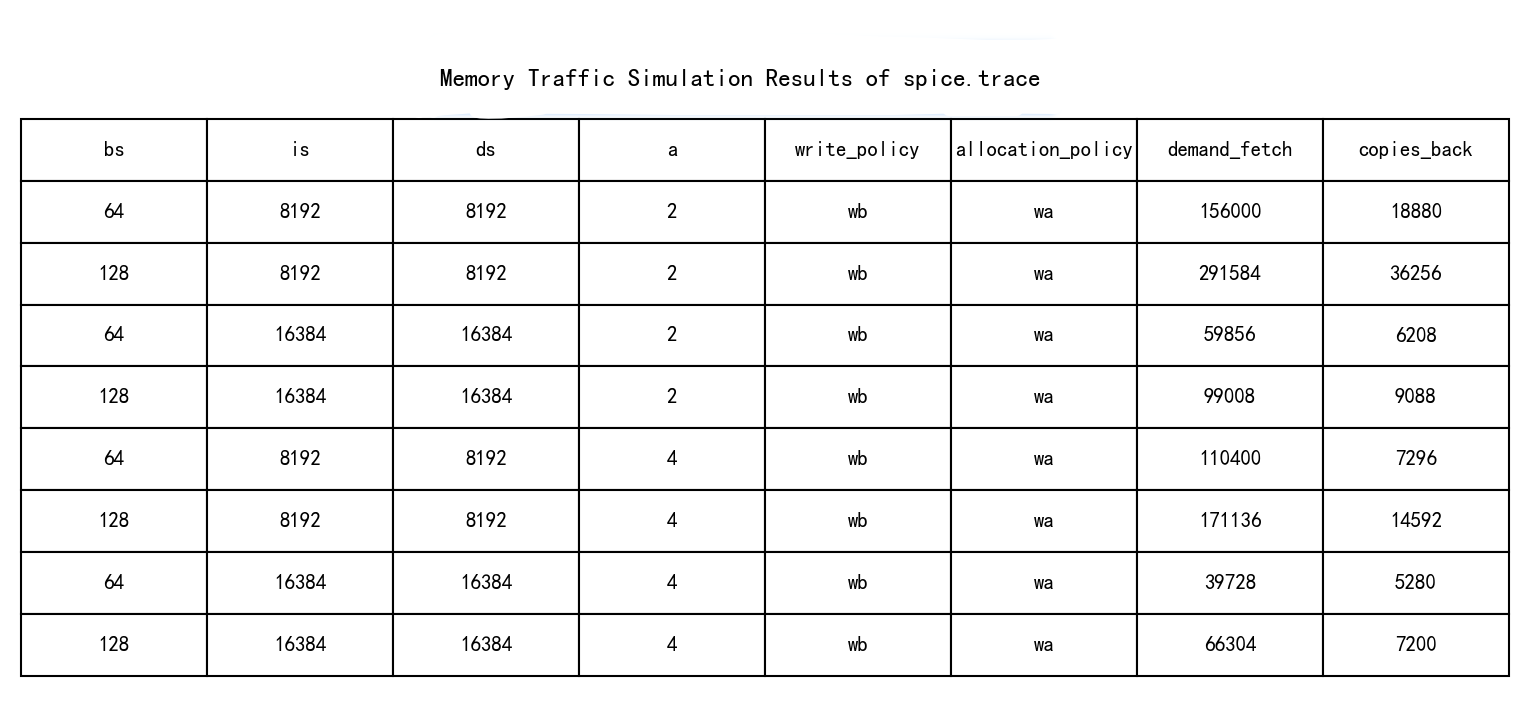 Memory Traffic Simulation Results of spice.trace
bs is ds a write_policy allocation_policy demand_fetch copies_back
64 8192 8192 2 wb wa 156000 18880
128 8192 8192 2 wb wa 291584 36256
64 16384 16384 2 wb wa 59856 6208
128 16384 16384 2 wb wa 99008 9088
64 8192 8192 4 wb wa 110400 7296
128 8192 8192 4 wb wa 171136 14592
64 16384 16384 4 wb wa 39728 5280
128 16384 16384 4 wb wa 66304 7200